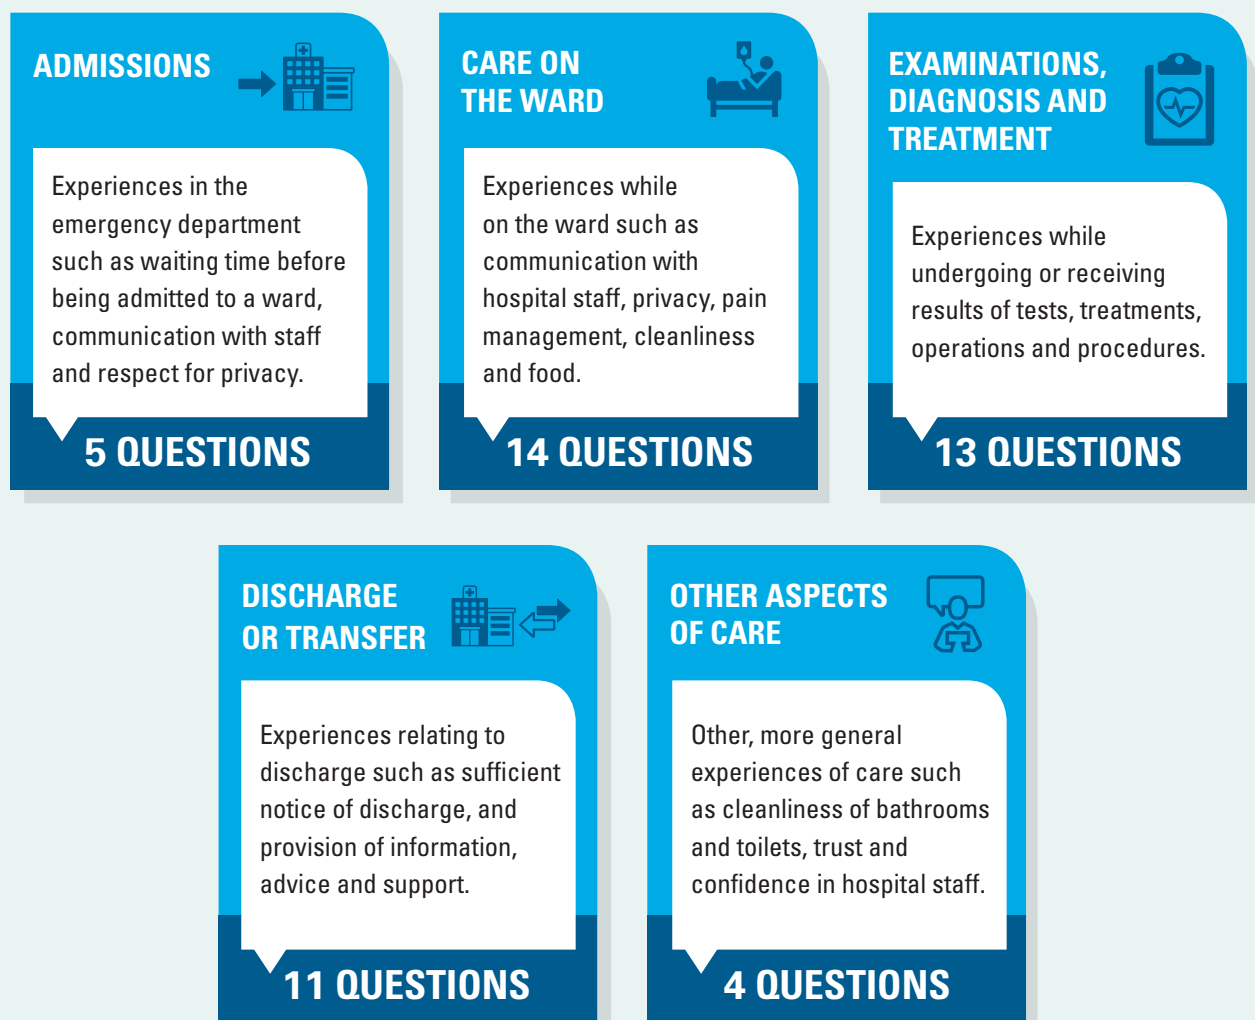 ADMISSIONS
Experiences in the
emergency department
such as waiting time before
being admitted to a ward,
communication with staff
and respect for privacy.
5 QUESTIONS
CARE ON
THE WARD
Experiences while
on the ward such as
communication with
hospital staff, privacy, pain
management, cleanliness
and food.
14 QUESTIONS
EXAMINATIONS,
DIAGNOSIS AND
TREATMENT
Experiences while
undergoing or receiving
results of tests, treatments,
operations and procedures.
13 QUESTIONS
DISCHARGE
OR TRANSFER
Experiences relating to
discharge such as sufficient
notice of discharge, and
provision of information,
advice and support.
11 QUESTIONS
OTHER ASPECTS
OF CARE
Other, more general
experiences of care such
as cleanliness of bathrooms
and toilets, trust and
confidence in hospital staff.
4 QUESTIONS